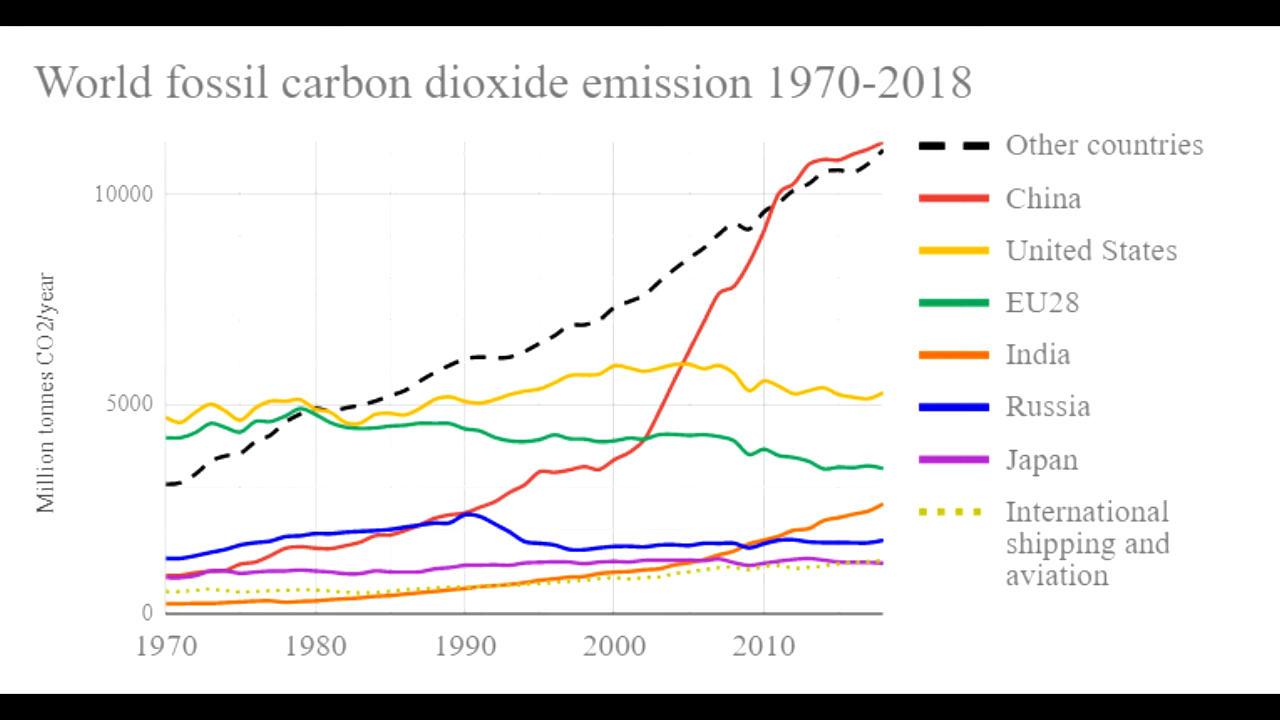 World fossil carbon dioxide emission 1970-2018
Other countries
China
United States
EU28
India
Russia
Japan
International
shipping and
aviation
Million tonnes CO2/year
10000
5000
0
1970 1980 1990 2000 2010